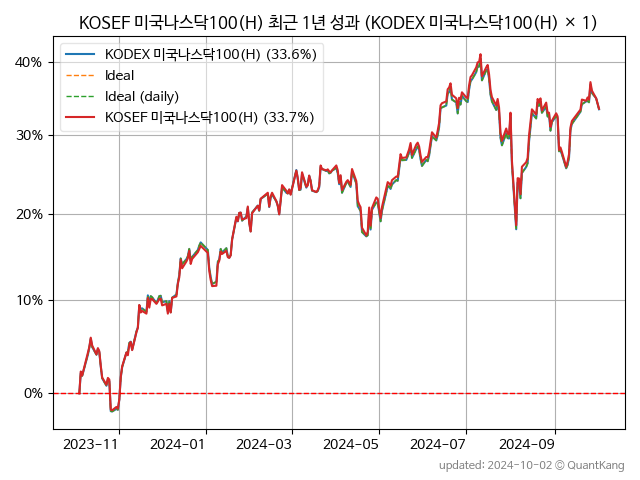 KOSEF 미국나스닥100(H) 최근 1년 성과 (KODEX 미국나스닥100(H) × 1)
KODEX 미국나스닥100(H) (33.6%)
Ideal
Ideal (daily)
KOSEF 미국나스닥100(H) (33.7%)
40%
30%
20%
10%
0%
2023-11 2024-01 2024-03 2024-05 2024-07 2024-09
updated: 2024-10-02 © QuantKang